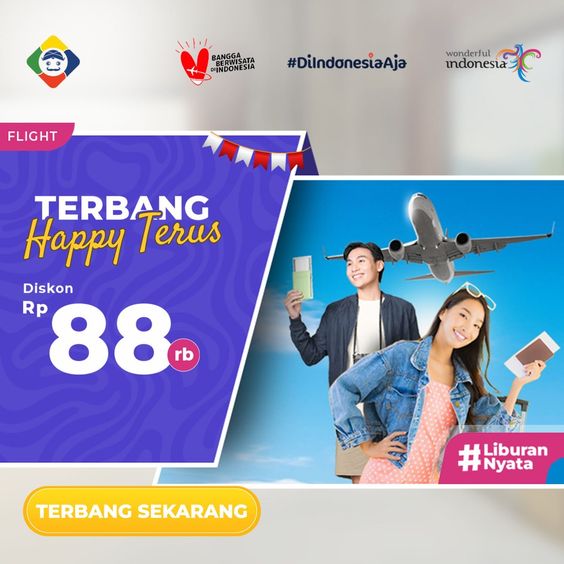 BANGGA
BERWISATA
DI INDONESIA
#DiIndonesiaAja
wonderful
indonesia
FLIGHT
TERBANG
Happy Terus
Diskon
Rp
88
rb
#Liburan
Nyata
TERBANG SEKARANG